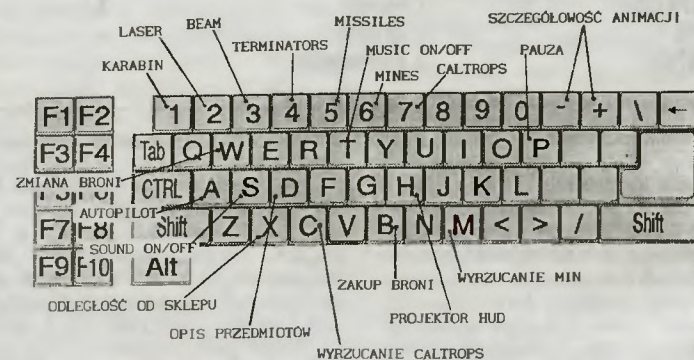 SZCZEGÓŁOWOŚĆ ANIMACJI
MISSILES
BEAM
LASER
TERMINATORS
MUSIC ON/OFF
PAUZA
KARABIN
MINES
CALTROPS
F1 F2 1 2 3 4 5 6 7 8 9 0 - + \ ←
F3 F4 Tab Q W E R T Y U I O P
ZMIANA BRONI
CTRL A S D F G H J K L
AUTOPILOT
F7 F8 Shift Z X C V B N M < > / Shift
SOUND ON/OFF
F9 F10 Alt
ZAKUP BRONI
WYRZUCANIE MIN
ODLEGŁOŚĆ OD SKLEPU
PROJEKTOR HUD
OPIS PRZEDMIOTÓW
WYRZUCANIE CALTROPS